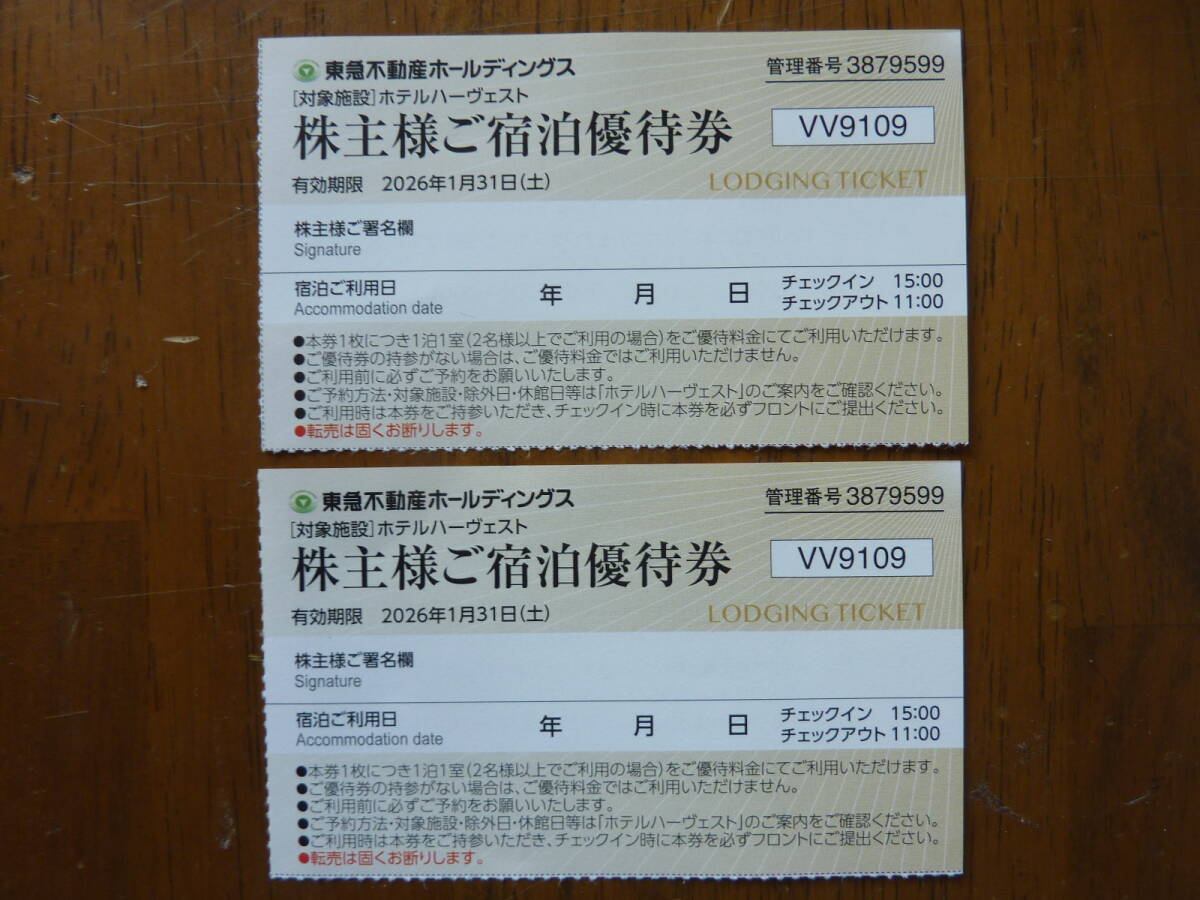 東急不動産ホールディングス
管理番号 3879599
[対象施設]ホテルハーヴェスト
株主様ご宿泊優待券
VV9109
有効期限 2026年1月31日(土)
LODGING TICKET
株主様ご署名欄
Signature
宿泊ご利用日
Accommodation date
年 月 日
チェックイン 15:00
チェックアウト 11:00
●本券1枚につき1泊1室(2名様以上でご利用の場合)をご優待料金にてご利用いただけます。
●ご優待券の持参がない場合は、ご優待料金ではご利用いただけません。
●ご利用前に必ずご予約をお願いいたします。
●ご予約方法・対象施設・除外日・休館日等は「ホテルハーヴェスト」のご案内をご確認ください。
●ご利用時は本券をご持参いただき、チェックイン時に本券を必ずフロントにご提出ください。
●転売は固くお断りします。
東急不動産ホールディングス
管理番号 3879599
[対象施設]ホテルハーヴェスト
株主様ご宿泊優待券
VV9109
有効期限 2026年1月31日(土)
LODGING TICKET
株主様ご署名欄
Signature
宿泊ご利用日
Accommodation date
年 月 日
チェックイン 15:00
チェックアウト 11:00
●本券1枚につき1泊1室(2名様以上でご利用の場合)をご優待料金にてご利用いただけます。
●ご優待券の持参がない場合は、ご優待料金ではご利用いただけません。
●ご利用前に必ずご予約をお願いいたします。
●ご予約方法・対象施設・除外日・休館日等は「ホテルハーヴェスト」のご案内をご確認ください。
●ご利用時は本券をご持参いただき、チェックイン時に本券を必ずフロントにご提出ください。
●転売は固くお断りします。